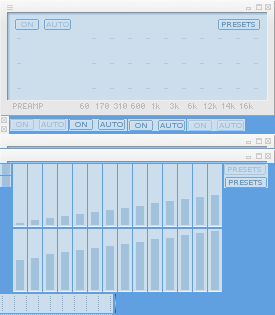 ON AUTO PRESETS
PREAMP 60 170 310 600 1k 3k 6k 12k 14k 16k
ON AUTO ON AUTO ON AUTO ON AUTO
PRESETS
PRESETS